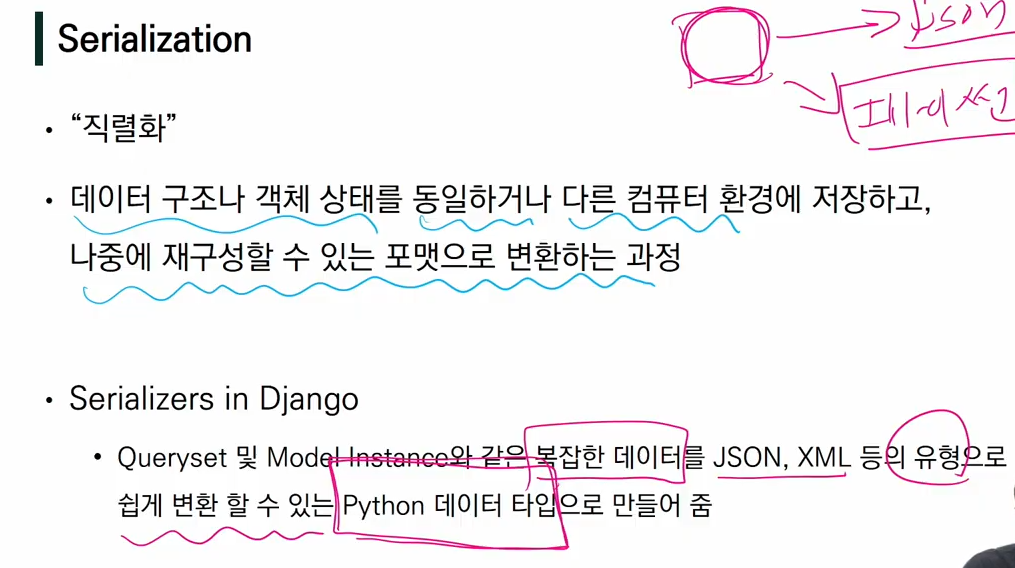 Serialization
json
페이썬
• “직렬화”
• 데이터 구조나 객체 상태를 동일하거나 다른 컴퓨터 환경에 저장하고,
나중에 재구성할 수 있는 포맷으로 변환하는 과정
• Serializers in Django
• Queryset 및 Model Instance와 같은 복잡한 데이터를 JSON, XML 등의 유형으로
쉽게 변환 할 수 있는 Python 데이터 타입으로 만들어 줌